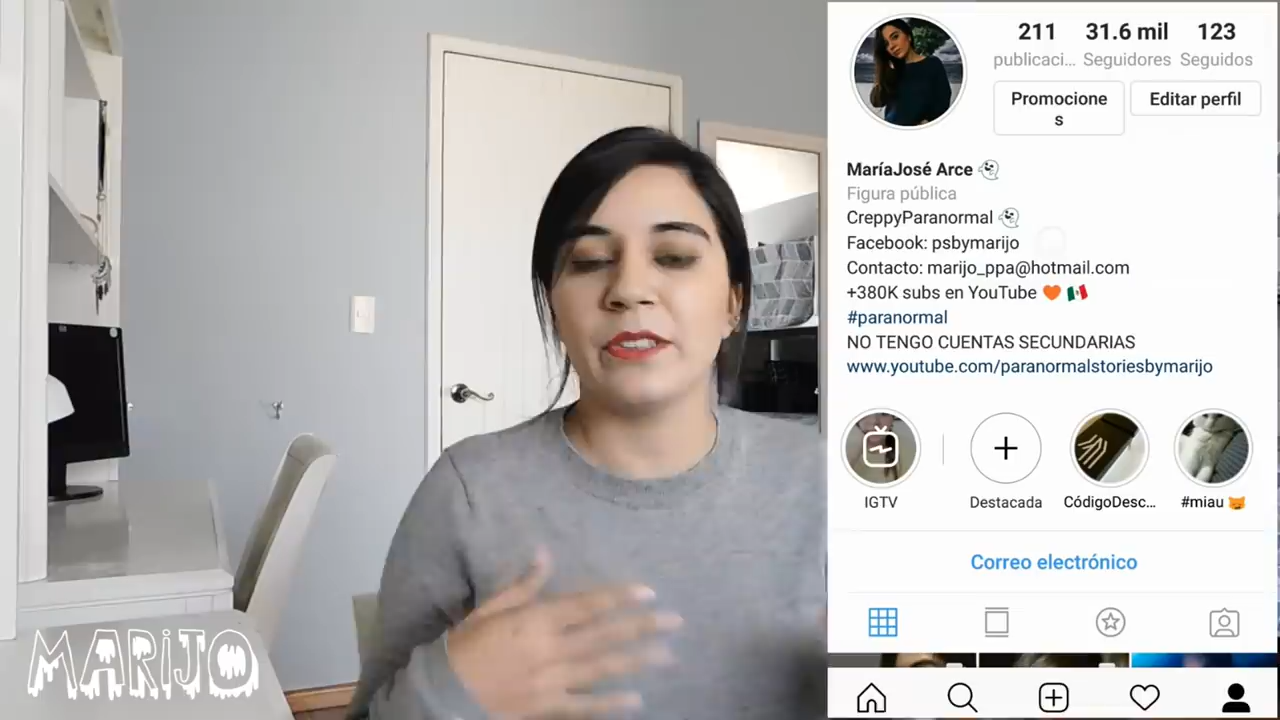 211 31.6 mil 123
publicaci... Seguidores Seguidos
Promocione
s
Editar perfil
MaríaJosé Arce 👻
Figura pública
CreppyParanormal 👻
Facebook: psbymarijo
Contacto: marijo_ppa@hotmail.com
+380K subs en YouTube 🧡 🇲🇽
#paranormal
NO TENGO CUENTAS SECUNDARIAS
www.youtube.com/paranormalstoriesbymarijo
IGTV
Destacada
CódigoDesc...
#miau 😼
Correo electrónico
MARIJO